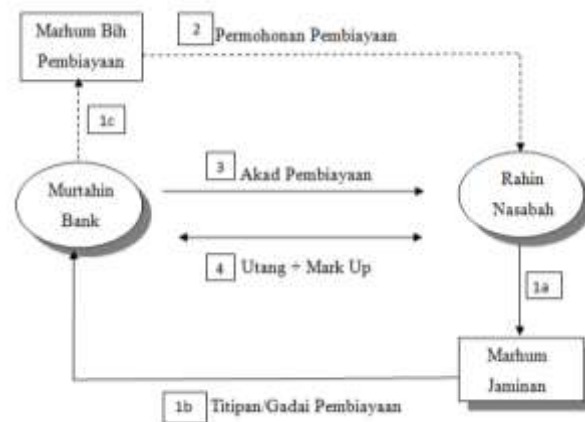 Marhum Bih
Pembiayaan
2 Permohonan Pembiayaan
1c
3 Akad Pembiayaan
Murtahin
Bank
Rahin
Nasabah
4 Utang + Mark Up
1a
Marhum
Jaminan
1b Titipan/Gadai Pembiayaan